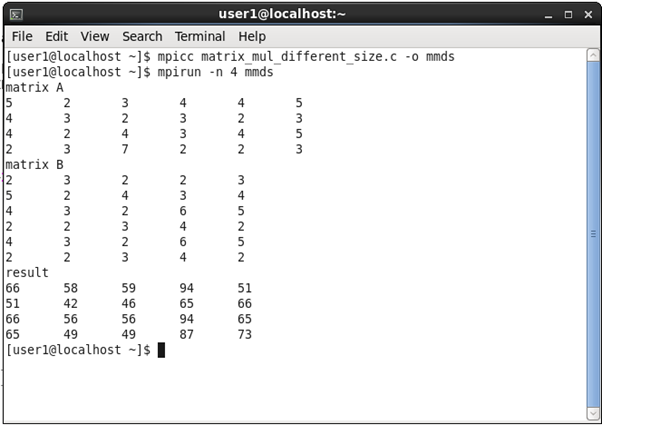 user1@localhost:~
File Edit View Search Terminal Help
[user1@localhost ~]$ mpicc matrix_mul_different_size.c -o mmds
[user1@localhost ~]$ mpirun -n 4 mmds
matrix A
5 2 3 4 4 5
4 3 2 3 2 3
4 2 4 3 4 5
2 3 7 2 2 3
matrix B
2 3 2 2 3
5 2 4 3 4
4 3 2 6 5
2 2 3 4 2
4 3 2 6 5
2 2 3 4 2
result
66 58 59 94 51
51 42 46 65 66
66 56 56 94 65
65 49 49 87 73
[user1@localhost ~]$